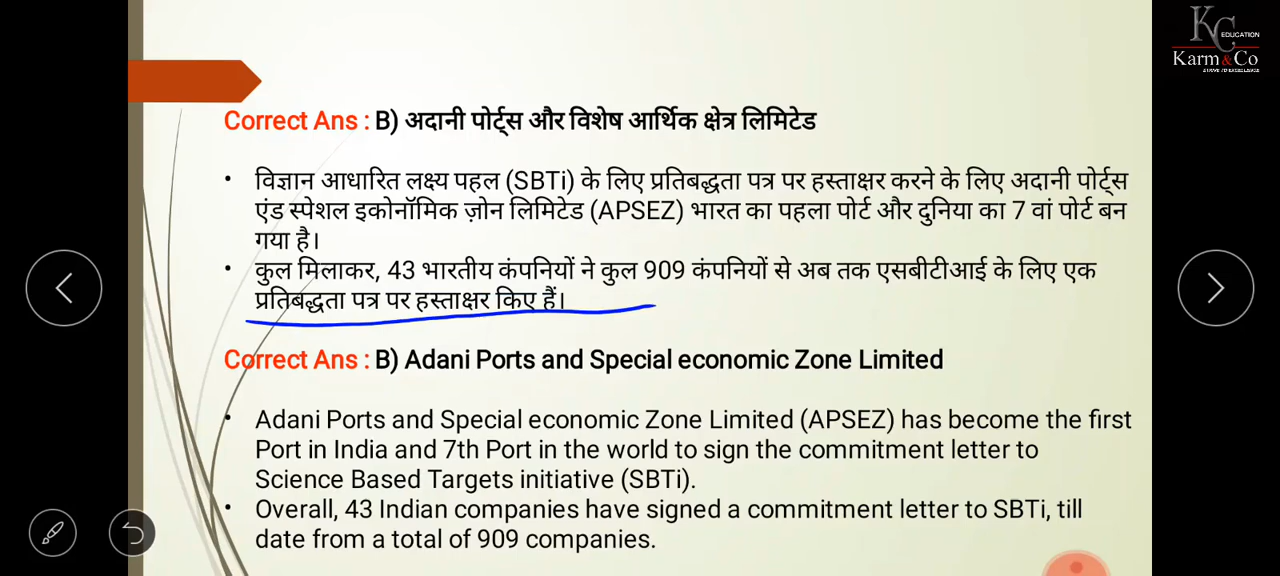 KC EDUCATION
Karm&Co
Correct Ans : B) अदानी पोर्ट्स और विशेष आर्थिक क्षेत्र लिमिटेड
• विज्ञान आधारित लक्ष्य पहल (SBTi) के लिए प्रतिबद्धता पत्र पर हस्ताक्षर करने के लिए अदानी पोर्ट्स
एंड स्पेशल इकोनॉमिक ज़ोन लिमिटेड (APSEZ) भारत का पहला पोर्ट और दुनिया का 7 वां पोर्ट बन
गया है।
• कुल मिलाकर, 43 भारतीय कंपनियों ने कुल 909 कंपनियों से अब तक एसबीटीआई के लिए एक
प्रतिबद्धता पत्र पर हस्ताक्षर किए हैं।
Correct Ans : B) Adani Ports and Special economic Zone Limited
• Adani Ports and Special economic Zone Limited (APSEZ) has become the first
Port in India and 7th Port in the world to sign the commitment letter to
Science Based Targets initiative (SBTi).
• Overall, 43 Indian companies have signed a commitment letter to SBTi, till
date from a total of 909 companies.